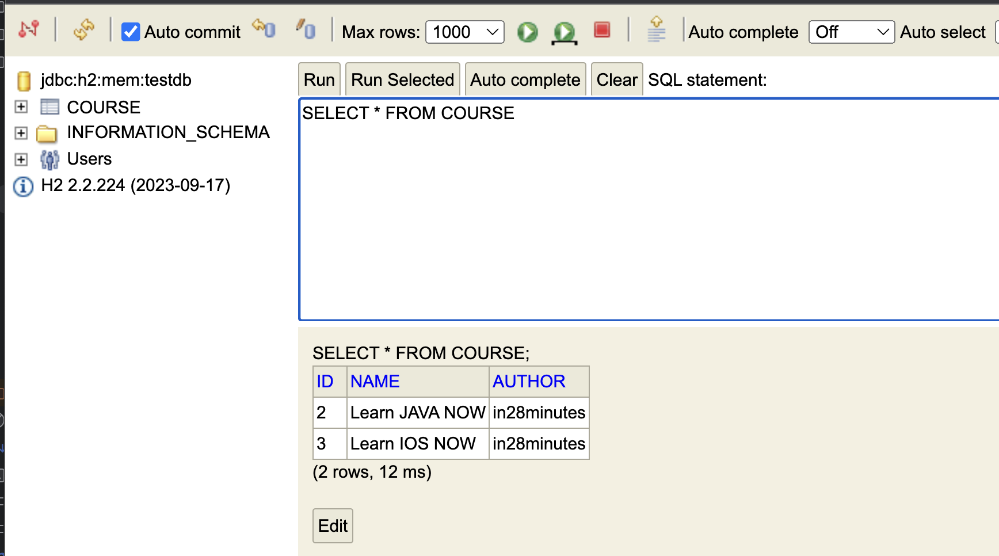 Auto commit Max rows: 1000 Auto complete Off Auto select
jdbc:h2:mem:testdb
COURSE
INFORMATION_SCHEMA
Users
H2 2.2.224 (2023-09-17)
Run Run Selected Auto complete Clear SQL statement:
SELECT * FROM COURSE
SELECT * FROM COURSE;
ID NAME AUTHOR
2 Learn JAVA NOW in28minutes
3 Learn IOS NOW in28minutes
(2 rows, 12 ms)
Edit